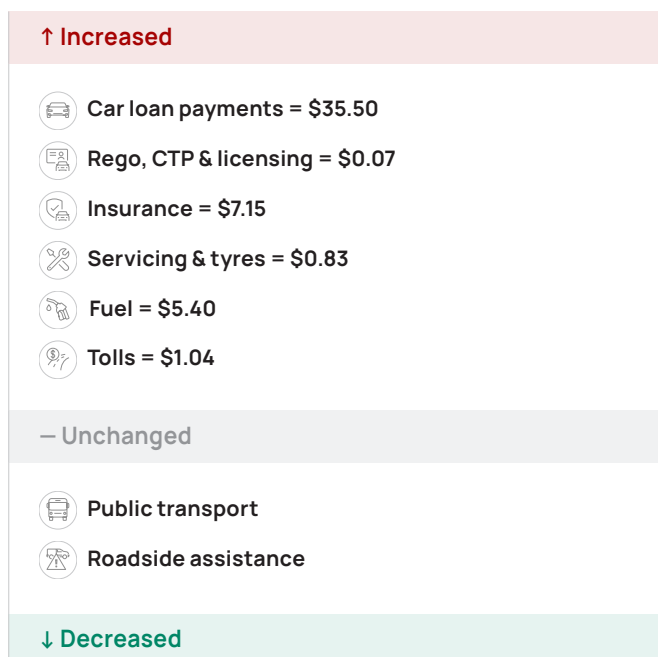 ↑ Increased
Car loan payments = $35.50
Rego, CTP & licensing = $0.07
Insurance = $7.15
Servicing & tyres = $0.83
Fuel = $5.40
Tolls = $1.04
— Unchanged
Public transport
Roadside assistance
↓ Decreased